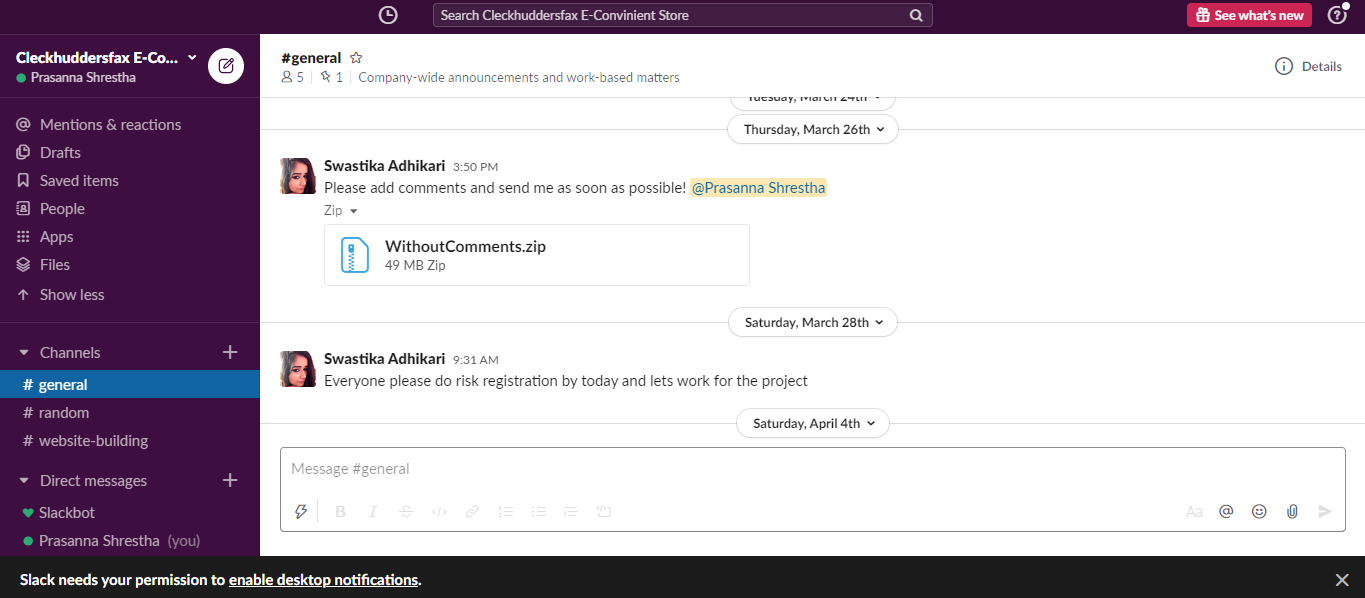 Search Cleckhuddersfax E-Convinient Store
See what's new
Cleckhuddersfax E-Co...
Prasanna Shrestha
Mentions & reactions
Drafts
Saved items
People
Apps
Files
Show less
Channels
# general
# random
# website-building
Direct messages
Slackbot
Prasanna Shrestha (you)
#general
5 | 1 | Company-wide announcements and work-based matters
Details
Tuesday, March 24th
Thursday, March 26th
Swastika Adhikari 3:50 PM
Please add comments and send me as soon as possible! @Prasanna Shrestha
Zip
WithoutComments.zip
49 MB Zip
Saturday, March 28th
Swastika Adhikari 9:31 AM
Everyone please do risk registration by today and lets work for the project
Saturday, April 4th
Message #general
B I S </>
Aa @
Slack needs your permission to enable desktop notifications.